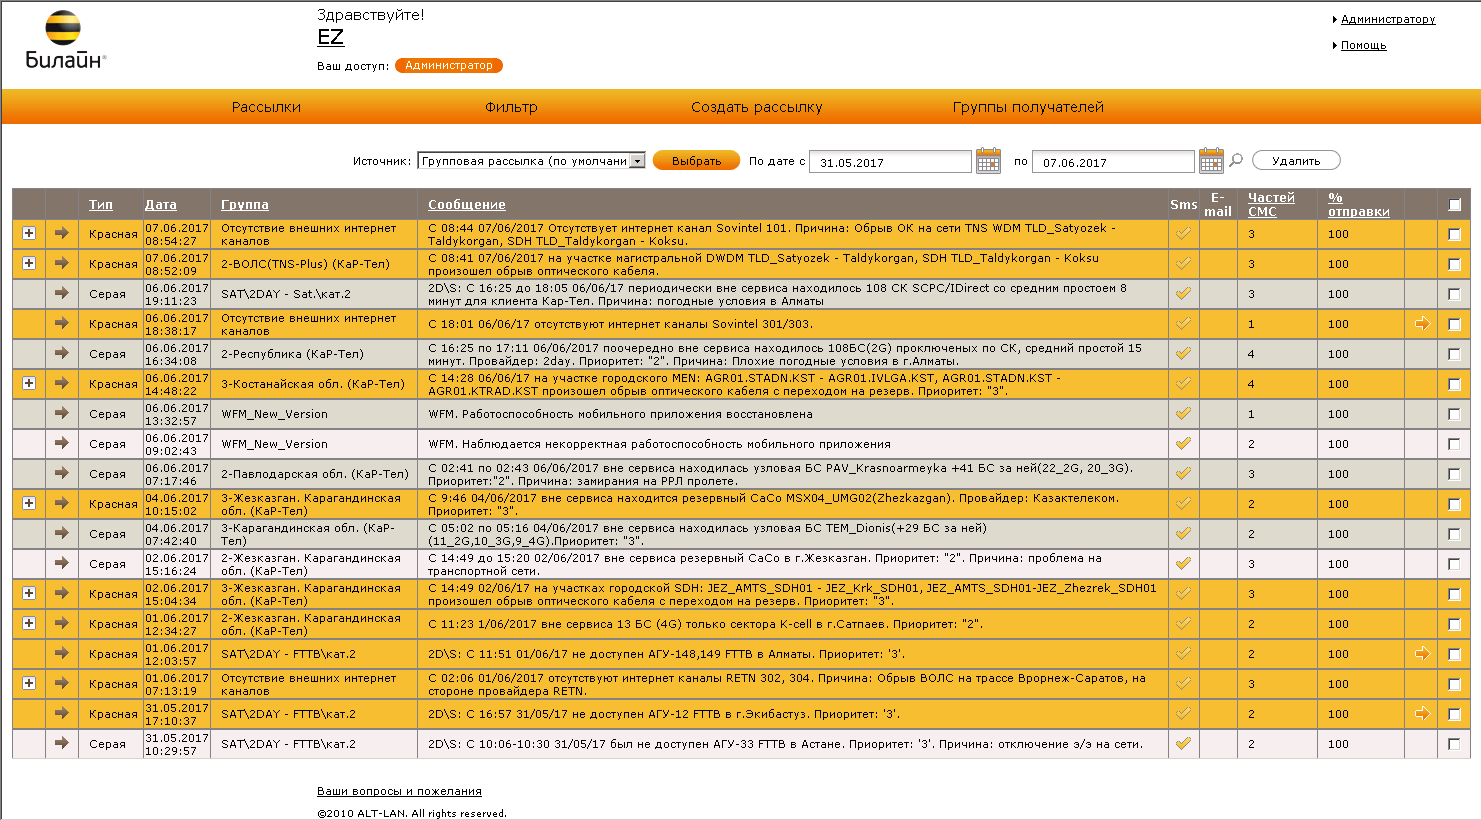 Здравствуйте!
EZ
Ваш доступ: Администратор
Администратору
Помощь
Билайн®
Рассылки Фильтр Создать рассылку Группы получателей
Источник: Групповая рассылка (по умолчани Выбрать По дате с 31.05.2017 по 07.06.2017 Удалить
Тип Дата Группа Сообщение Sms E-mail Частей СМС % отправки
Красная 07.06.2017 08:54:27 Отсутствие внешних интернет каналов С 08:44 07/06/2017 Отсутствует интернет канал Sovintel 101. Причина: Обрыв ОК на сети TNS WDM TLD_Satyozek - Taldykorgan, SDH TLD_Taldykorgan - Koksu. 3 100
Красная 07.06.2017 08:52:09 2-ВОЛС(TNS-Plus) (КаР-Тел) С 08:41 07/06/2017 на участке магистральной DWDM TLD_Satyozek - Taldykorgan, SDH TLD_Taldykorgan - Koksu произошел обрыв оптического кабеля. 3 100
Серая 06.06.2017 19:11:23 SAT\2DAY - Sat.\кат.2 2D\S: С 16:25 до 18:05 06/06/17 периодически вне сервиса находилось 108 СК SCPC/IDirect со средним простоем 8 минут для клиента Кар-Тел. Причина: погодные условия в Алматы 3 100
Красная 06.06.2017 18:38:17 Отсутствие внешних интернет каналов С 18:01 06/06/17 отсутствуют интернет каналы Sovintel 301/303. 1 100
Серая 06.06.2017 16:34:08 2-Республика (КаР-Тел) С 16:25 по 17:11 06/06/2017 поочередно вне сервиса находилось 108БС(2G) проключеных по СК, средний простой 15 минут. Провайдер: 2day. Приоритет: "2". Причина: Плохие погодные условия в г.Алматы. 4 100
Красная 06.06.2017 14:48:22 3-Костанайская обл. (КаР-Тел) С 14:28 06/06/17 на участке городского MEN: AGR01.STADN.KST - AGR01.IVLGA.KST, AGR01.STADN.KST - AGR01.KTRAD.KST произошел обрыв оптического кабеля с переходом на резерв. Приоритет: "3". 4 100
Серая 06.06.2017 13:32:57 WFM_New_Version WFM. Работоспособность мобильного приложения восстановлена 1 100
Серая 06.06.2017 09:02:43 WFM_New_Version WFM. Наблюдается некорректная работоспособность мобильного приложения 2 100
Серая 06.06.2017 07:17:46 2-Павлодарская обл. (КаР-Тел) С 02:41 по 02:43 06/06/2017 вне сервиса находилась узловая БС PAV_Krasnoarmeyka +41 БС за ней(22_2G, 20_3G). Приоритет:"2". Причина: замирания на РРЛ пролете. 3 100
Красная 04.06.2017 10:15:02 3-Жезказган. Карагандинская обл. (КаР-Тел) С 9:46 04/06/2017 вне сервиса находится резервный CaCo MSX04_UMG02(Zhezkazgan). Провайдер: Казактелеком. Приоритет: "3". 2 100
Серая 04.06.2017 07:42:40 3-Карагандинская обл. (КаР-Тел) С 05:02 по 05:16 04/06/2017 вне сервиса находилась узловая БС TEM_Dionis(+29 БС за ней) (11_2G,10_3G,9_4G).Приоритет: "3". 2 100
Серая 02.06.2017 15:16:24 2-Жезказган. Карагандинская обл. (КаР-Тел) С 14:49 до 15:20 02/06/2017 вне сервиса резервный СаСо в г.Жезказган. Приоритет: "2". Причина: проблема на транспортной сети. 3 100
Красная 02.06.2017 15:04:34 3-Жезказган. Карагандинская обл. (КаР-Тел) С 14:49 02/06/17 на участках городской SDH: JEZ_AMTS_SDH01 - JEZ_Krk_SDH01, JEZ_AMTS_SDH01-JEZ_Zhezrek_SDH01 произошел обрыв оптического кабеля с переходом на резерв. Приоритет: "3". 3 100
Красная 01.06.2017 12:34:27 2-Жезказган. Карагандинская обл. (КаР-Тел) С 11:23 1/06/2017 вне сервиса 13 БС (4G) только сектора K-cell в г.Сатпаев. Приоритет: "2". 2 100
Красная 01.06.2017 12:03:57 SAT\2DAY - FTTB\кат.2 2D\S: С 11:51 01/06/17 не доступен АГУ-148,149 FTTB в Алматы. Приоритет: '3'. 2 100
Красная 01.06.2017 07:13:19 Отсутствие внешних интернет каналов С 02:06 01/06/2017 отсутствуют интернет каналы RETN 302, 304. Причина: Обрыв ВОЛС на трассе Врорнеж-Саратов, на стороне провайдера RETN. 3 100
Красная 31.05.2017 17:10:37 SAT\2DAY - FTTB\кат.2 2D\S: С 16:57 31/05/17 не доступен АГУ-12 FTTB в г.Экибастуз. Приоритет: '3'. 2 100
Серая 31.05.2017 10:29:57 SAT\2DAY - FTTB\кат.2 2D\S: С 10:06-10:30 31/05/17 был не доступен АГУ-33 FTTB в Астане. Приоритет: '3'. Причина: отключение э/э на сети. 2 100
Ваши вопросы и пожелания
©2010 ALT-LAN. All rights reserved.